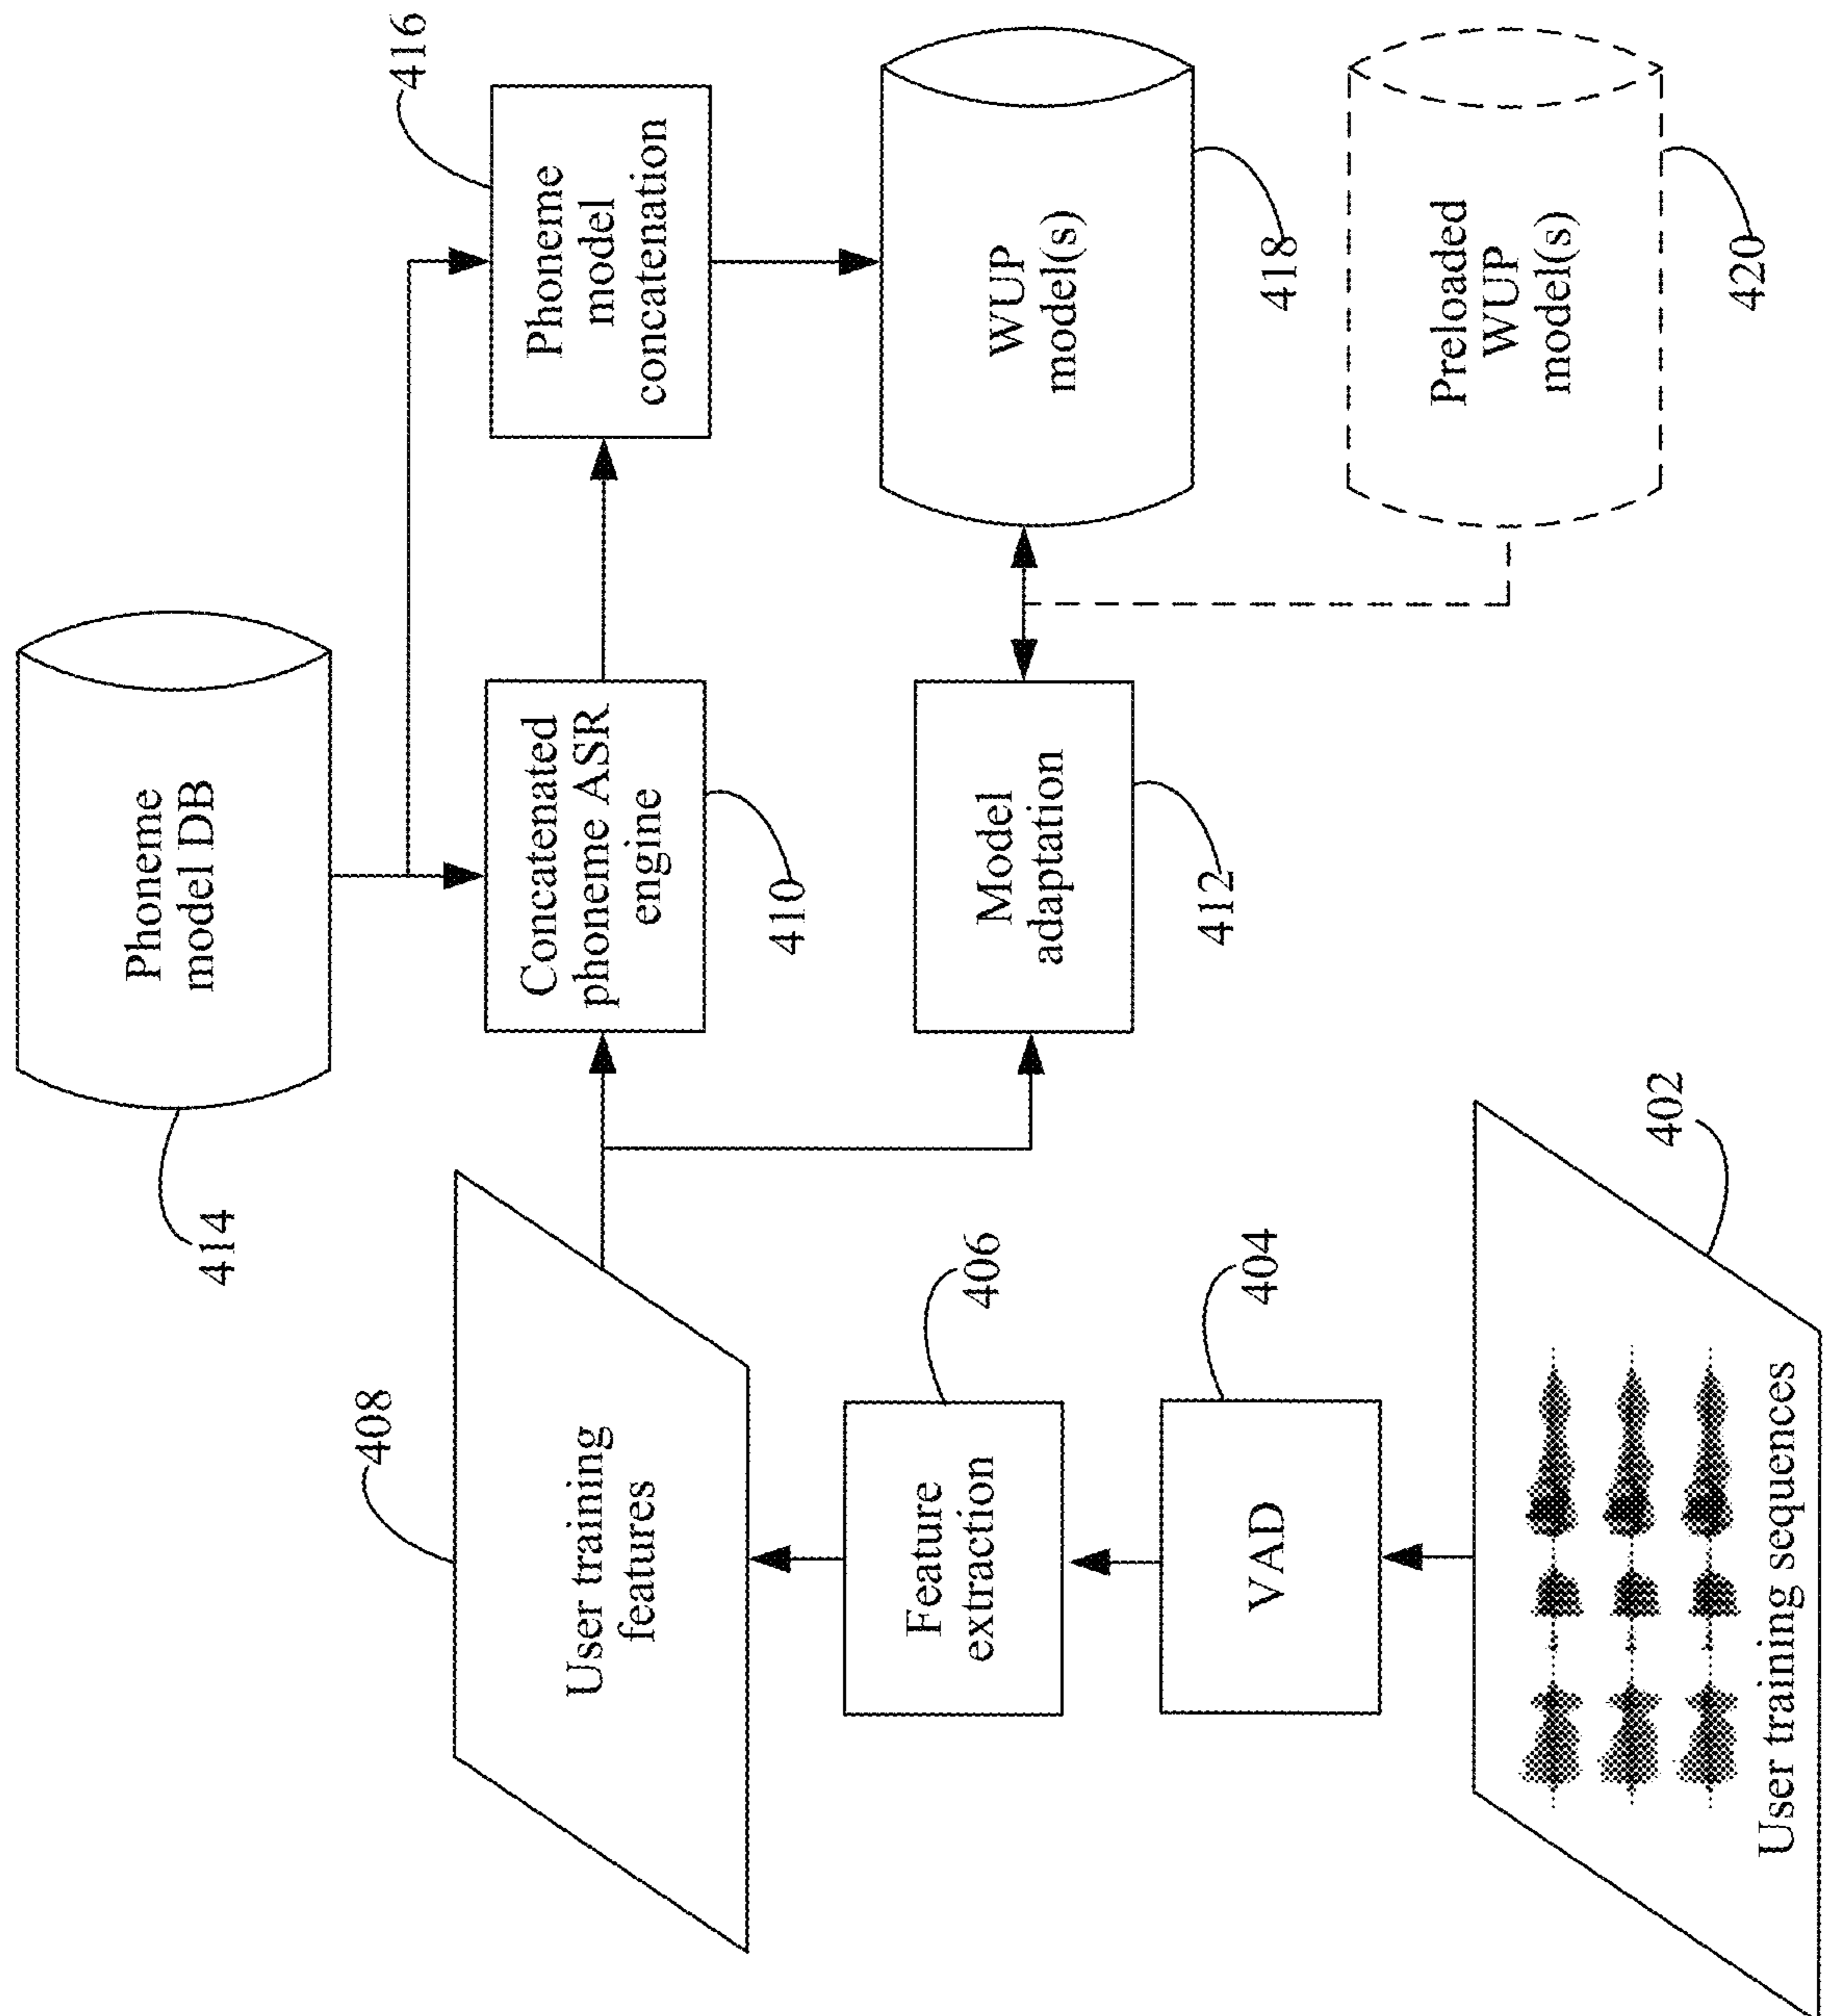 414
Phoneme
model DB
416
Phoneme
model
concatenation
Concatenated
phoneme ASR
engine
410
408
User training
features
WUP
model(s)
418
Model
adaptation
412
406
Feature
extraction
Preloaded
WUP
model(s)
420
404
VAD
402
User training sequences